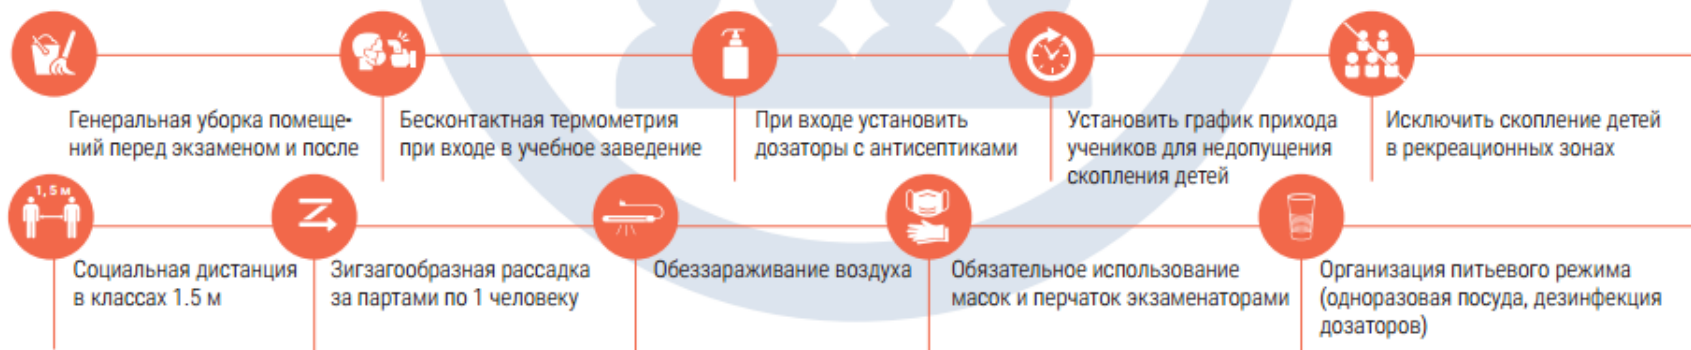 Генеральная уборка помеще-
ний перед экзаменом и после
Бесконтактная термометрия
при входе в учебное заведение
При входе установить
дозаторы с антисептиками
Установить график прихода
учеников для недопущения
скопления детей
Исключить скопление детей
в рекреационных зонах
1,5 м
Социальная дистанция
в классах 1.5 м
Зигзагообразная рассадка
за партами по 1 человеку
Обеззараживание воздуха
Обязательное использование
масок и перчаток экзаменаторами
Организация питьевого режима
(одноразовая посуда, дезинфекция
дозаторов)